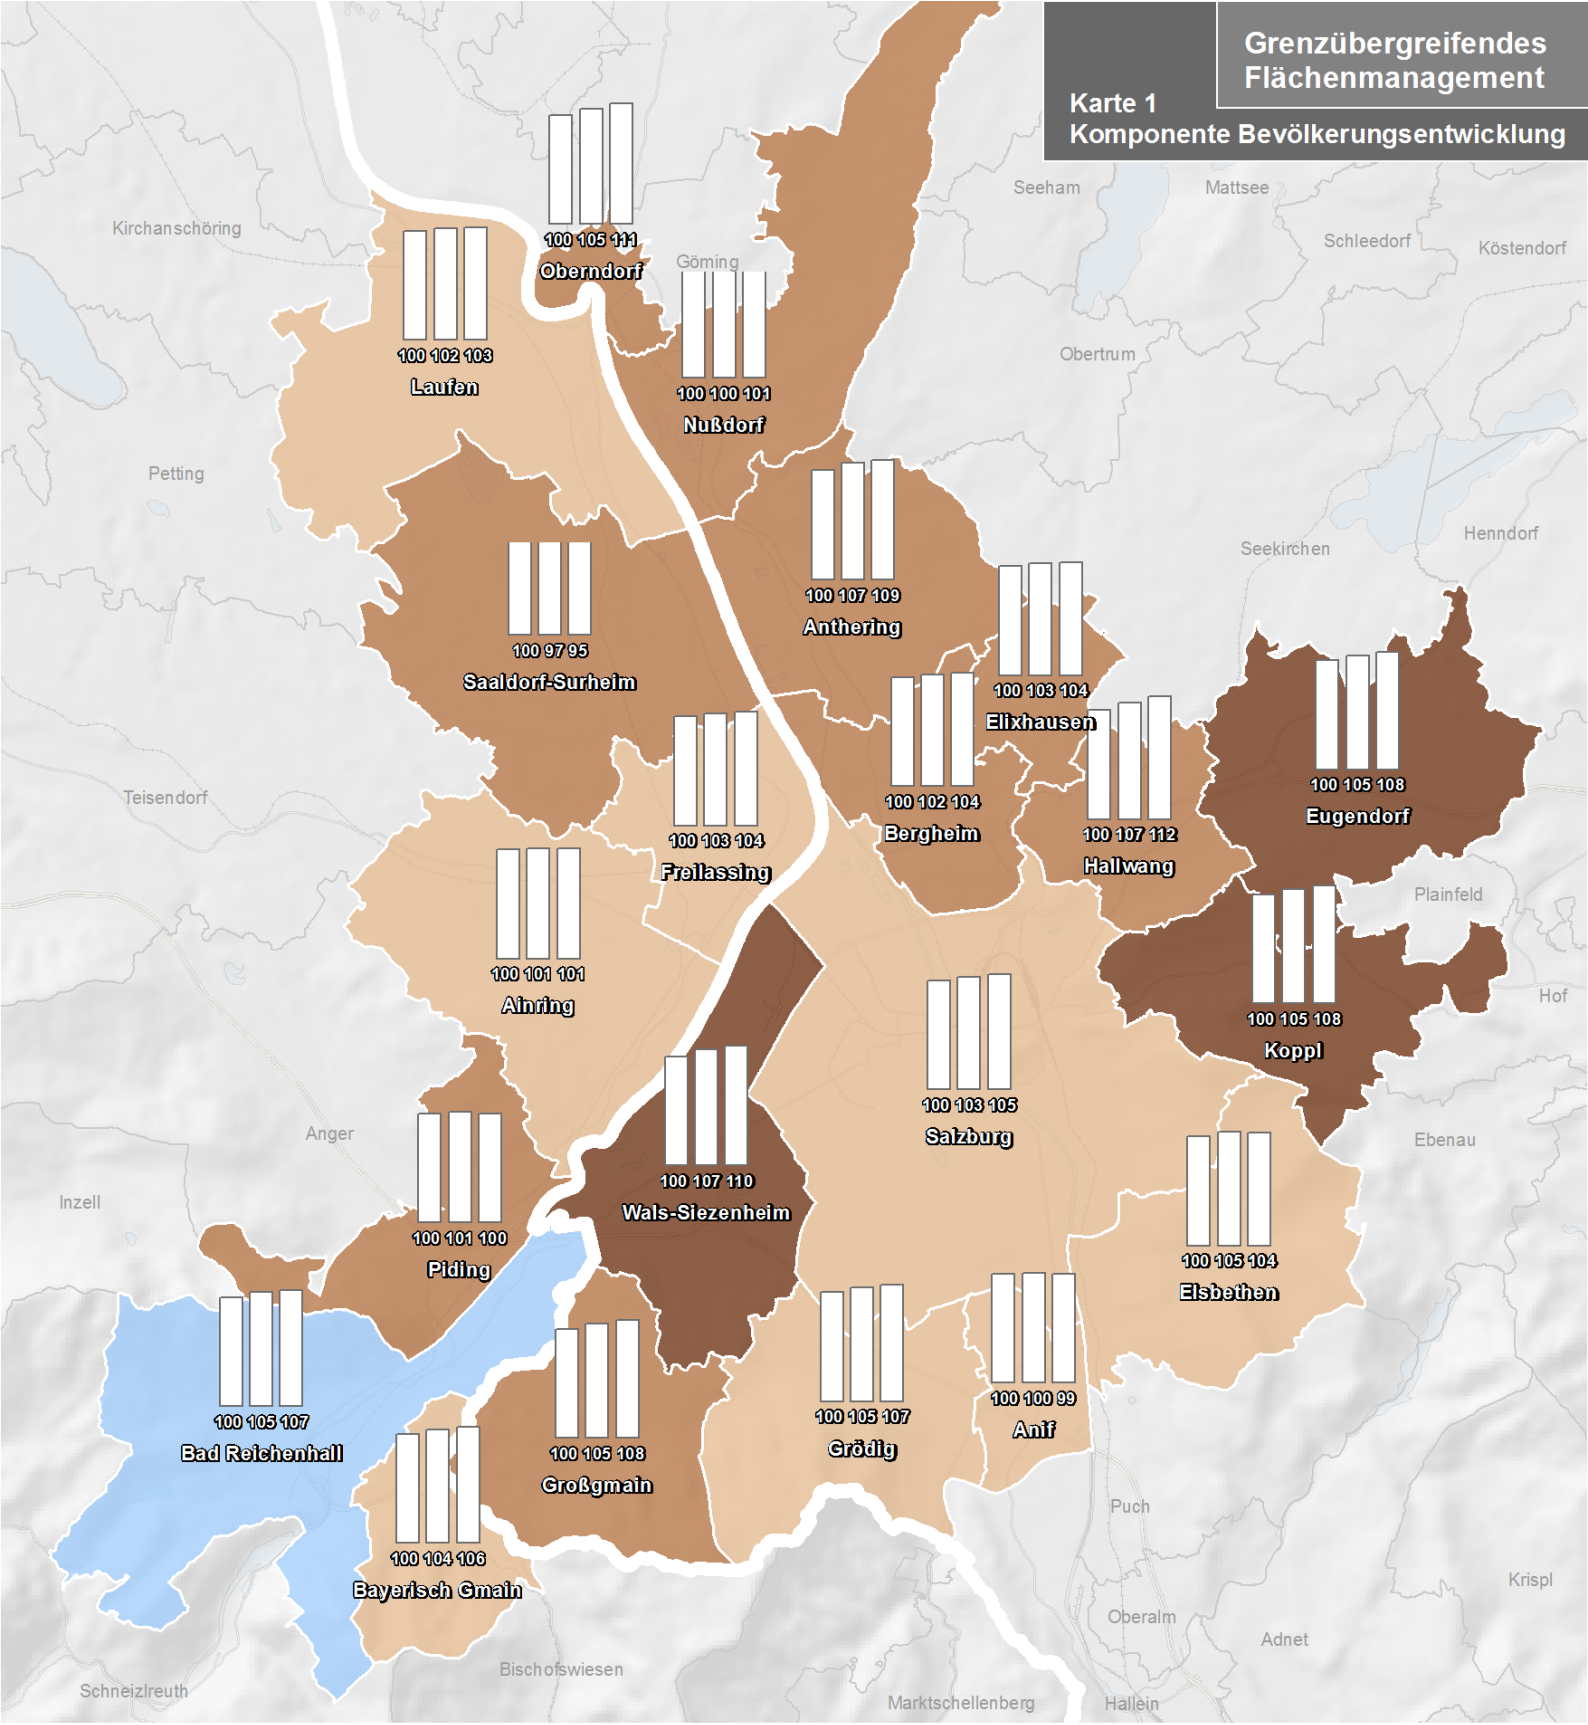 Grenzübergreifendes
Flächenmanagement
Karte 1
Komponente Bevölkerungsentwicklung
Seeham
Mattsee
Kirchanschöring
Schleedorf
Köstendorf
100 105 111
Oberndorf
Göming
100 102 103
Laufen
Obertrum
100 100 101
Nußdorf
Petting
Henndorf
Seekirchen
100 107 109
Anthering
100 97 95
Saaldorf-Surheim
100 103 104
Elixhausen
100 105 108
Eugendorf
Teisendorf
100 102 104
Bergheim
100 107 112
Hallwang
100 103 104
Freilassing
Plainfeld
100 101 101
Ainring
Hof
100 105 108
Koppl
100 103 105
Salzburg
Anger
Ebenau
100 107 110
Wals-Siezenheim
Inzell
100 101 100
Piding
100 105 104
Elsbethen
100 105 107
Bad Reichenhall
100 100 99
Anif
100 105 107
Grödig
100 105 108
Großgmain
Puch
100 104 106
Bayerisch Gmain
Krispl
Oberalm
Adnet
Bischofswiesen
Schneizlreuth
Marktschellenberg
Hallein